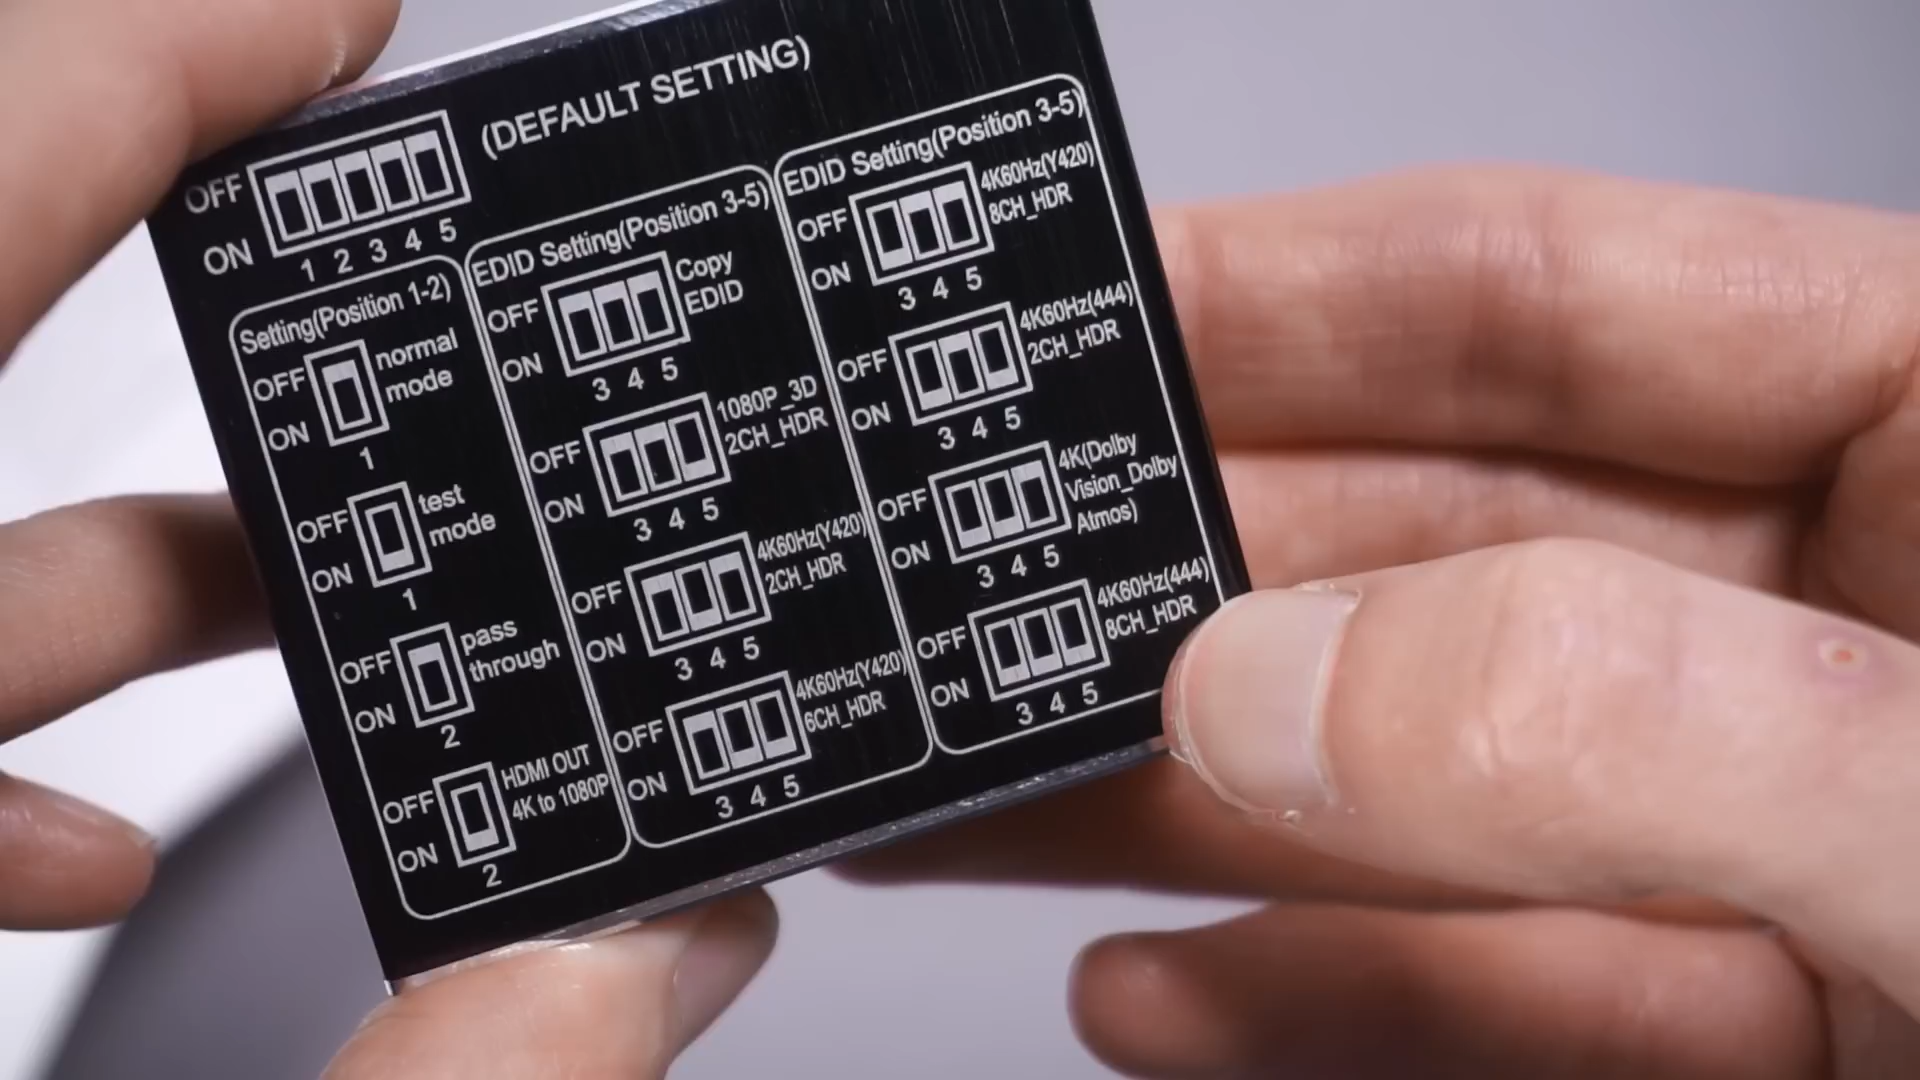 (DEFAULT SETTING)
OFF
ON
1 2 3 4 5
Setting(Position 1-2)
OFF
ON
normal
mode
1
OFF
ON
test
mode
1
OFF
ON
pass
through
2
OFF
ON
HDMI OUT
4K to 1080P
2
EDID Setting(Position 3-5)
OFF
ON
Copy
EDID
3 4 5
OFF
ON
1080P_3D
2CH_HDR
3 4 5
OFF
ON
4K60Hz(Y420)
2CH_HDR
3 4 5
OFF
ON
4K60Hz(Y420)
6CH_HDR
3 4 5
EDID Setting(Position 3-5)
OFF
ON
4K60Hz(Y420)
8CH_HDR
3 4 5
OFF
ON
4K60Hz(444)
2CH_HDR
3 4 5
OFF
ON
4K(Dolby
Vision_Dolby
Atmos)
3 4 5
OFF
ON
4K60Hz(444)
8CH_HDR
3 4 5